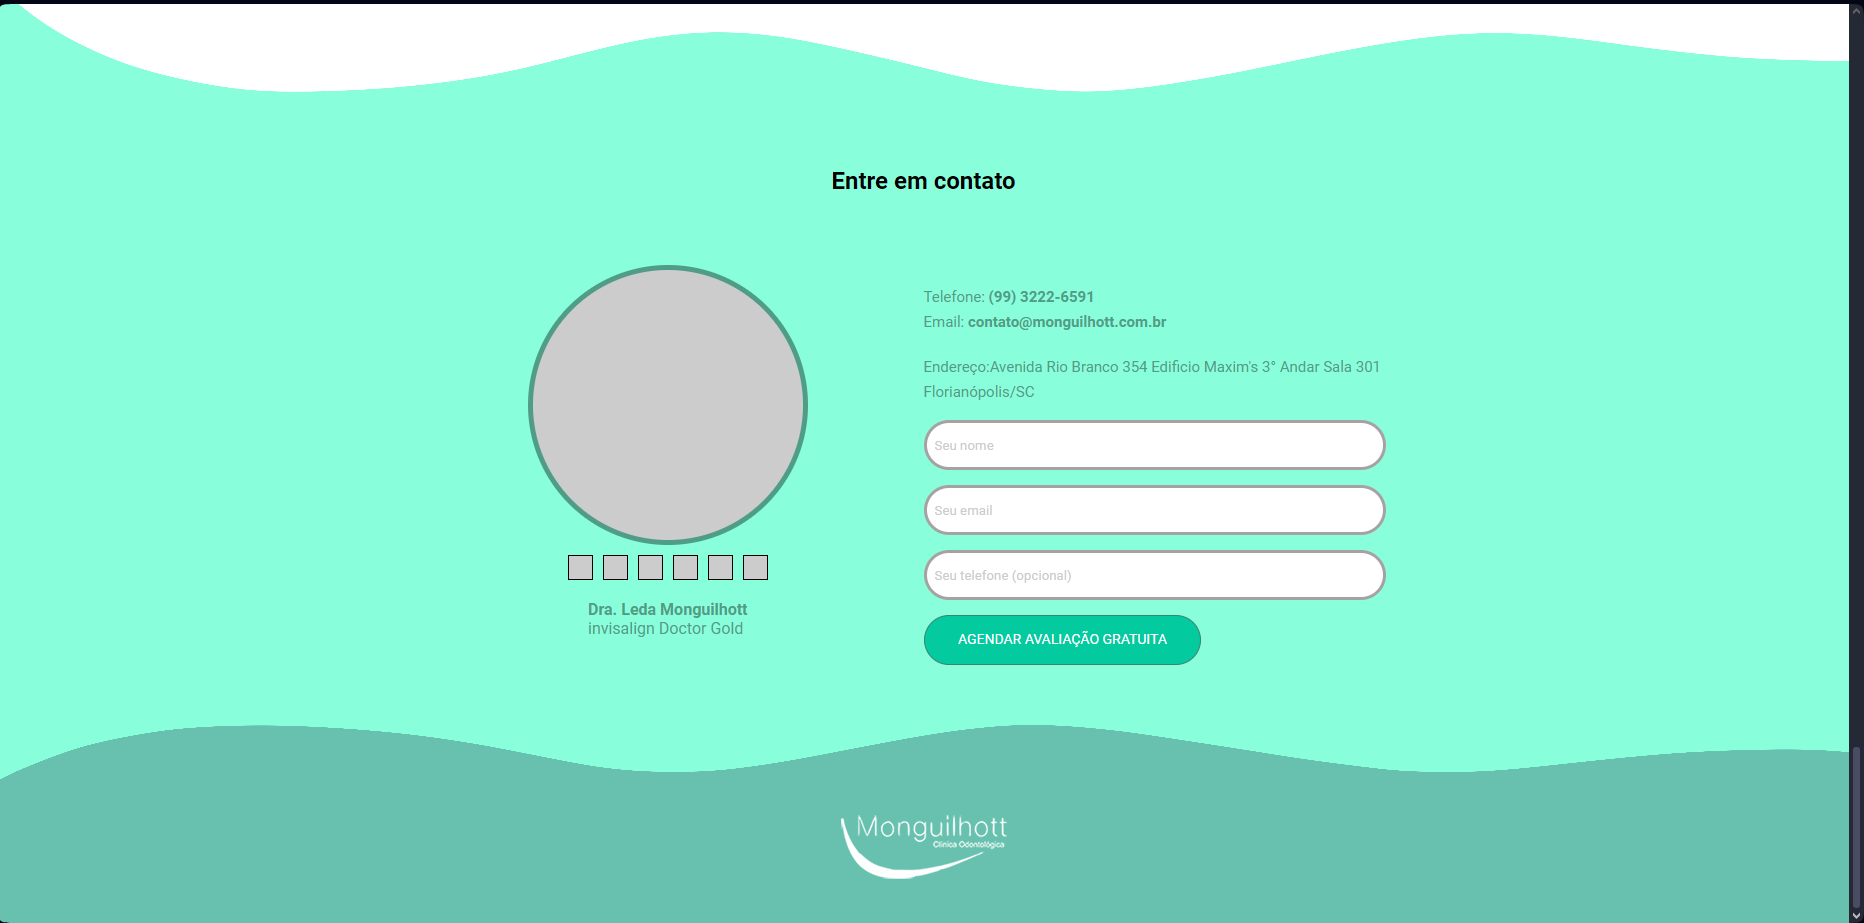 Entre em contato
Telefone: (99) 3222-6591
Email: contato@monguilhott.com.br
Endereço:Avenida Rio Branco 354 Edificio Maxim's 3° Andar Sala 301
Florianópolis/SC
Seu nome
Seu email
Seu telefone (opcional)
AGENDAR AVALIAÇÃO GRATUITA
Dra. Leda Monguilhott
invisalign Doctor Gold
Monguilhott
Clínica Odontológica